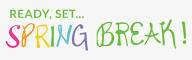 READY, SET...
SPRING BREAK!